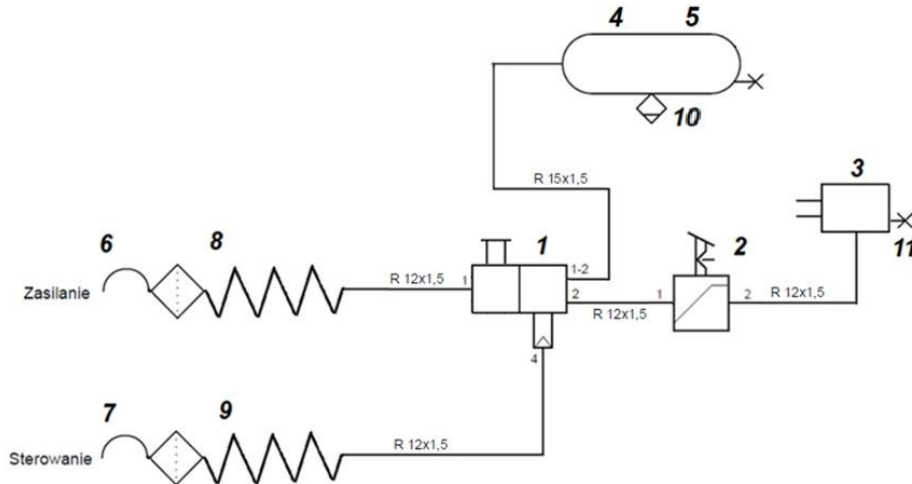 4 5
10
3
R 15x1,5
11
6 8 1 2
1-2
R 12x1,5
1
Zasilanie
2 1 2 R 12x1,5
R 12x1,5
4
7 9
R 12x1,5
Sterowanie